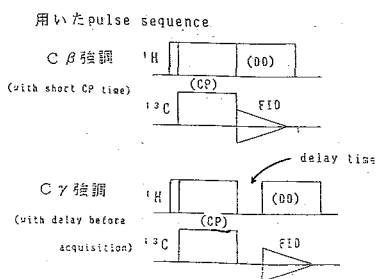 用いたpulse sequence
Cβ強調
(with short CP time)
¹H
(DD)
(CP)
¹³C
FID
delay time
Cγ強調
(with delay before
acquisition)
¹H
(DD)
(CP)
¹³C
FID